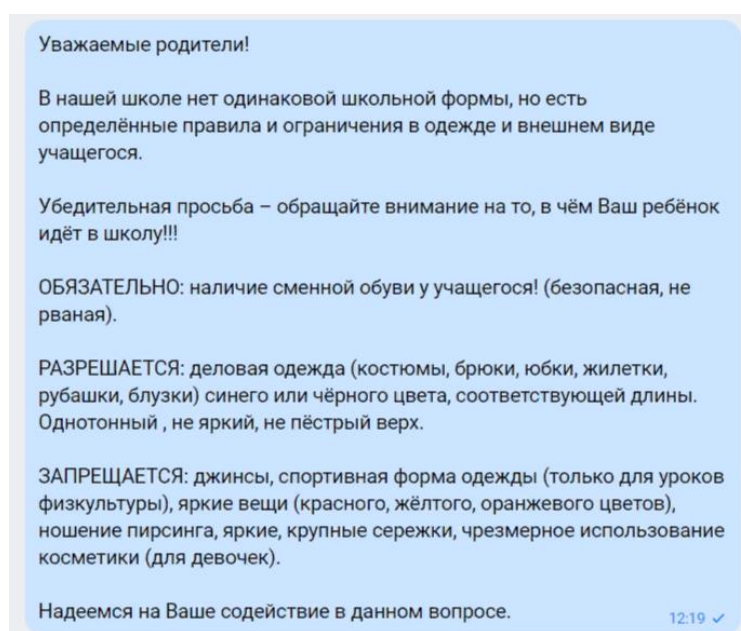 Уважаемые родители!
В нашей школе нет одинаковой школьной формы, но есть
определённые правила и ограничения в одежде и внешнем виде
учащегося.
Убедительная просьба – обращайте внимание на то, в чём Ваш ребёнок
идёт в школу!!!
ОБЯЗАТЕЛЬНО: наличие сменной обуви у учащегося! (безопасная, не
рваная).
РАЗРЕШАЕТСЯ: деловая одежда (костюмы, брюки, юбки, жилетки,
рубашки, блузки) синего или чёрного цвета, соответствующей длины.
Однотонный , не яркий, не пёстрый верх.
ЗАПРЕЩАЕТСЯ: джинсы, спортивная форма одежды (только для уроков
физкультуры), яркие вещи (красного, жёлтого, оранжевого цветов),
ношение пирсинга, яркие, крупные сережки, чрезмерное использование
косметики (для девочек).
Надеемся на Ваше содействие в данном вопросе.
12:19